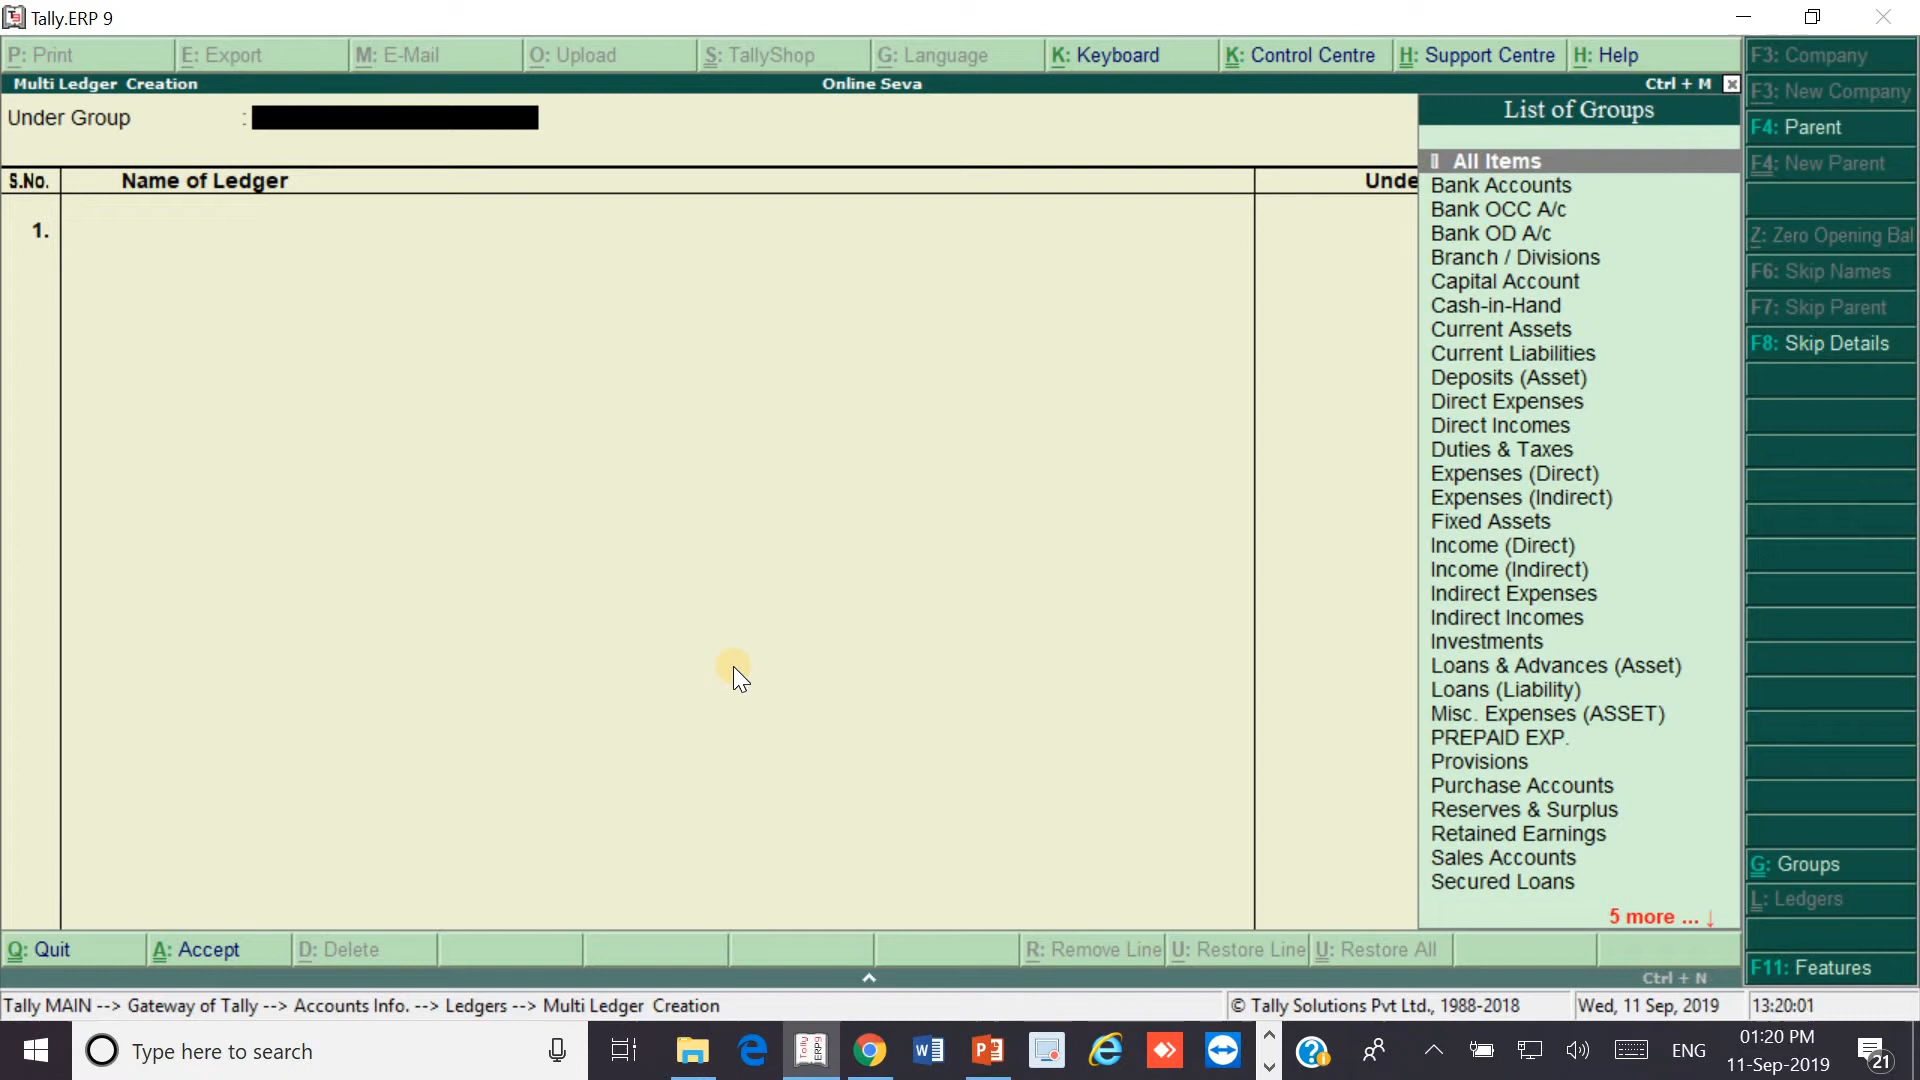 Tally.ERP 9
P: Print E: Export M: E-Mail O: Upload S: TallyShop G: Language K: Keyboard K: Control Centre H: Support Centre H: Help
Multi Ledger Creation Online Seva Ctrl + M
Under Group :
S.No. Name of Ledger Unde
1.
List of Groups
All Items
Bank Accounts
Bank OCC A/c
Bank OD A/c
Branch / Divisions
Capital Account
Cash-in-Hand
Current Assets
Current Liabilities
Deposits (Asset)
Direct Expenses
Direct Incomes
Duties & Taxes
Expenses (Direct)
Expenses (Indirect)
Fixed Assets
Income (Direct)
Income (Indirect)
Indirect Expenses
Indirect Incomes
Investments
Loans & Advances (Asset)
Loans (Liability)
Misc. Expenses (ASSET)
PREPAID EXP.
Provisions
Purchase Accounts
Reserves & Surplus
Retained Earnings
Sales Accounts
Secured Loans
5 more ... ↓
F3: Company
F3: New Company
F4: Parent
F4: New Parent
Z: Zero Opening Bal
F6: Skip Names
F7: Skip Parent
F8: Skip Details
G: Groups
L: Ledgers
F11: Features
Q: Quit A: Accept D: Delete R: Remove Line U: Restore Line U: Restore All
Ctrl + N
Tally MAIN --> Gateway of Tally --> Accounts Info. --> Ledgers --> Multi Ledger Creation © Tally Solutions Pvt Ltd., 1988-2018 Wed, 11 Sep, 2019 13:20:01
Type here to search ENG 01:20 PM
11-Sep-2019 21